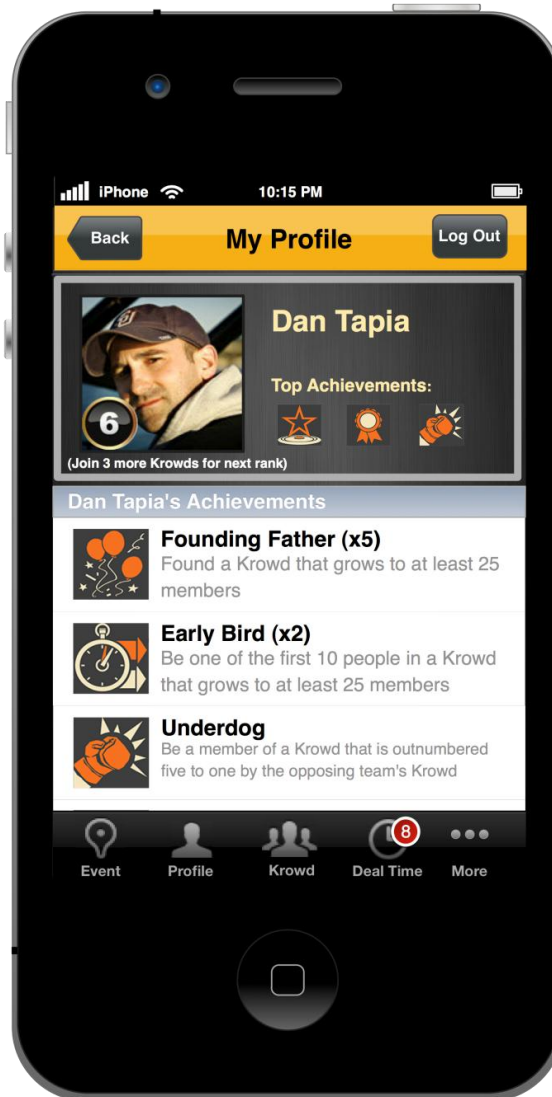 iPhone 10:15 PM
Back My Profile Log Out
Dan Tapia
Top Achievements:
6
(Join 3 more Krowds for next rank)
Dan Tapia's Achievements
Founding Father (x5)
Found a Krowd that grows to at least 25
members
Early Bird (x2)
Be one of the first 10 people in a Krowd
that grows to at least 25 members
Underdog
Be a member of a Krowd that is outnumbered
five to one by the opposing team's Krowd
8
Event Profile Krowd Deal Time More